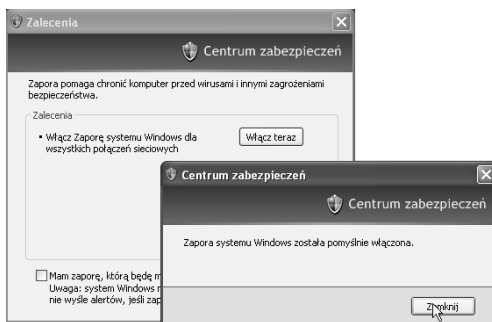 Zalecenia
Centrum zabezpieczeń
Zapora pomaga chronić komputer przed wirusami i innymi zagrożeniami
bezpieczeństwa.
Zalecenia
• Włącz Zaporę systemu Windows dla
wszystkich połączeń sieciowych
Włącz teraz
Mam zaporę, którą będę
Uwaga: system Windows
nie wyśle alertów, jeśli
Centrum zabezpieczeń
Centrum zabezpieczeń
Zapora systemu Windows została pomyślnie włączona.
Zamknij